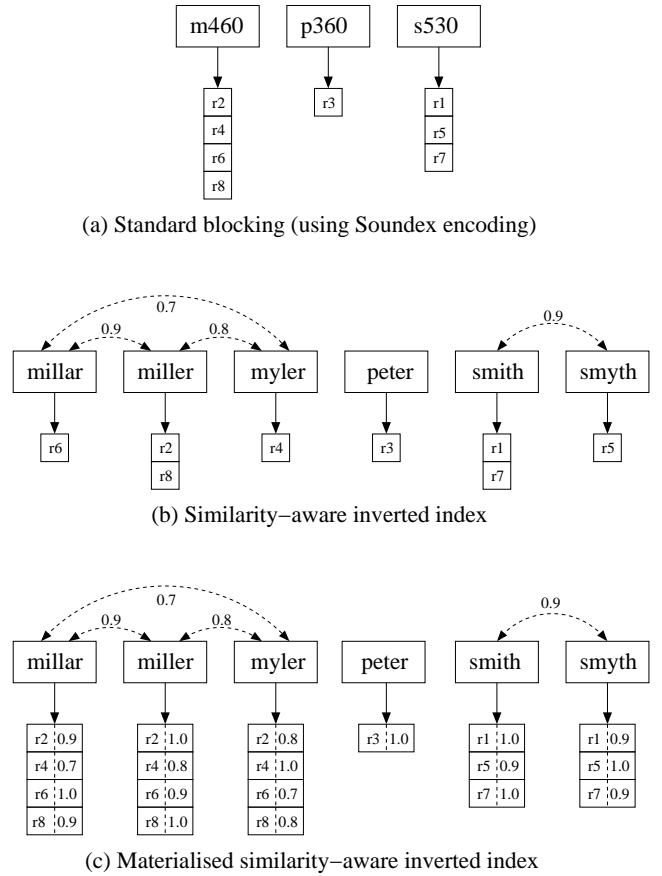 m460 p360 s530
r2 r3 r1
r4 r5
r6 r7
r8
(a) Standard blocking (using Soundex encoding)
0.7
0.9 0.8 0.9
millar miller myler peter smith smyth
r6 r2 r4 r3 r1 r5
r8 r7
(b) Similarity−aware inverted index
0.7
0.9 0.8 0.9
millar miller myler peter smith smyth
r2 0.9 r2 1.0 r2 0.8 r3 1.0 r1 1.0 r1 0.9
r4 0.7 r4 0.8 r4 1.0 r5 0.9 r5 1.0
r6 1.0 r6 0.9 r6 0.7 r7 1.0 r7 0.9
r8 0.9 r8 1.0 r8 0.8
(c) Materialised similarity−aware inverted index